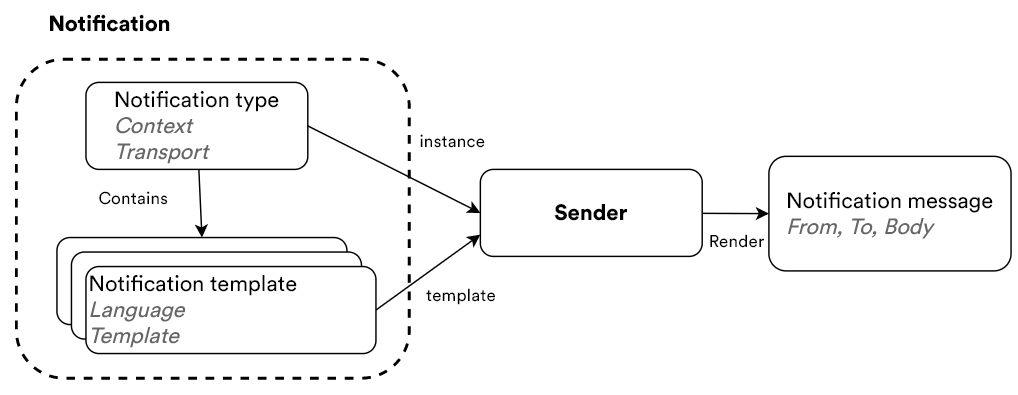 Notification
Notification type
Context
Transport
instance
Contains
Sender
Notification message
From, To, Body
Render
Notification template
Language
Template
template